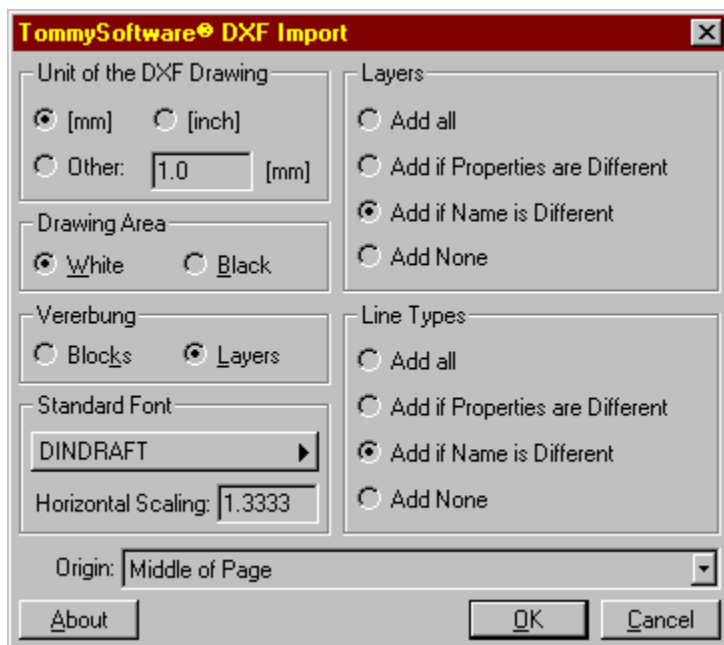 TommySoftware® DXF Import
Unit of the DXF Drawing
[mm] [inch]
Other: 1.0 [mm]
Drawing Area
White Black
Vererbung
Blocks Layers
Standard Font
DINDRAFT
Horizontal Scaling: 1.3333
Layers
Add all
Add if Properties are Different
Add if Name is Different
Add None
Line Types
Add all
Add if Properties are Different
Add if Name is Different
Add None
Origin: Middle of Page
About OK Cancel